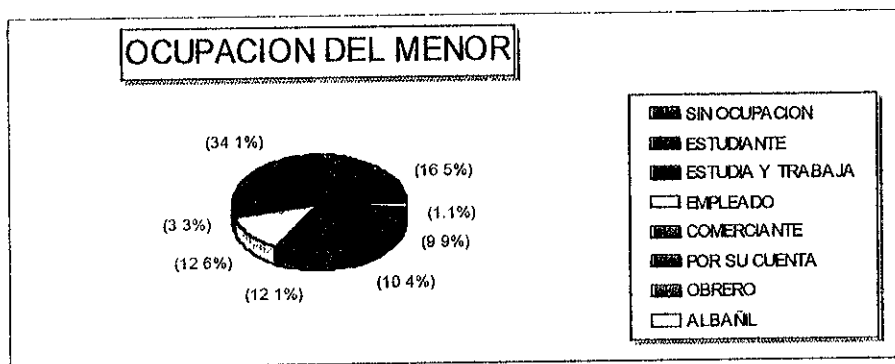 OCUPACION DEL MENOR
(34 1%)
(16 5%)
(1.1%)
(3 3%)
(9 9%)
(12 6%)
(10 4%)
(12 1%)
SIN OCUPACION
ESTUDIANTE
ESTUDIA Y TRABAJA
EMPLEADO
COMERCIANTE
POR SU CUENTA
OBRERO
ALBAÑIL